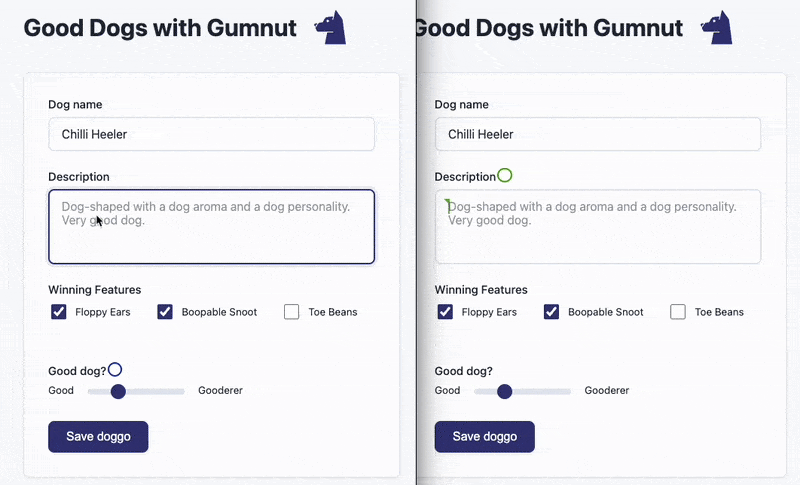 Good Dogs with Gumnut
Dog name
Chilli Heeler
Description
Dog-shaped with a dog aroma and a dog personality.
Very good dog.
Winning Features
Floppy Ears Boopable Snoot Toe Beans
Good dog?
Good Gooderer
Save doggo
Good Dogs with Gumnut
Dog name
Chilli Heeler
Description
Dog-shaped with a dog aroma and a dog personality.
Very good dog.
Winning Features
Floppy Ears Boopable Snoot Toe Beans
Good dog?
Good Gooderer
Save doggo